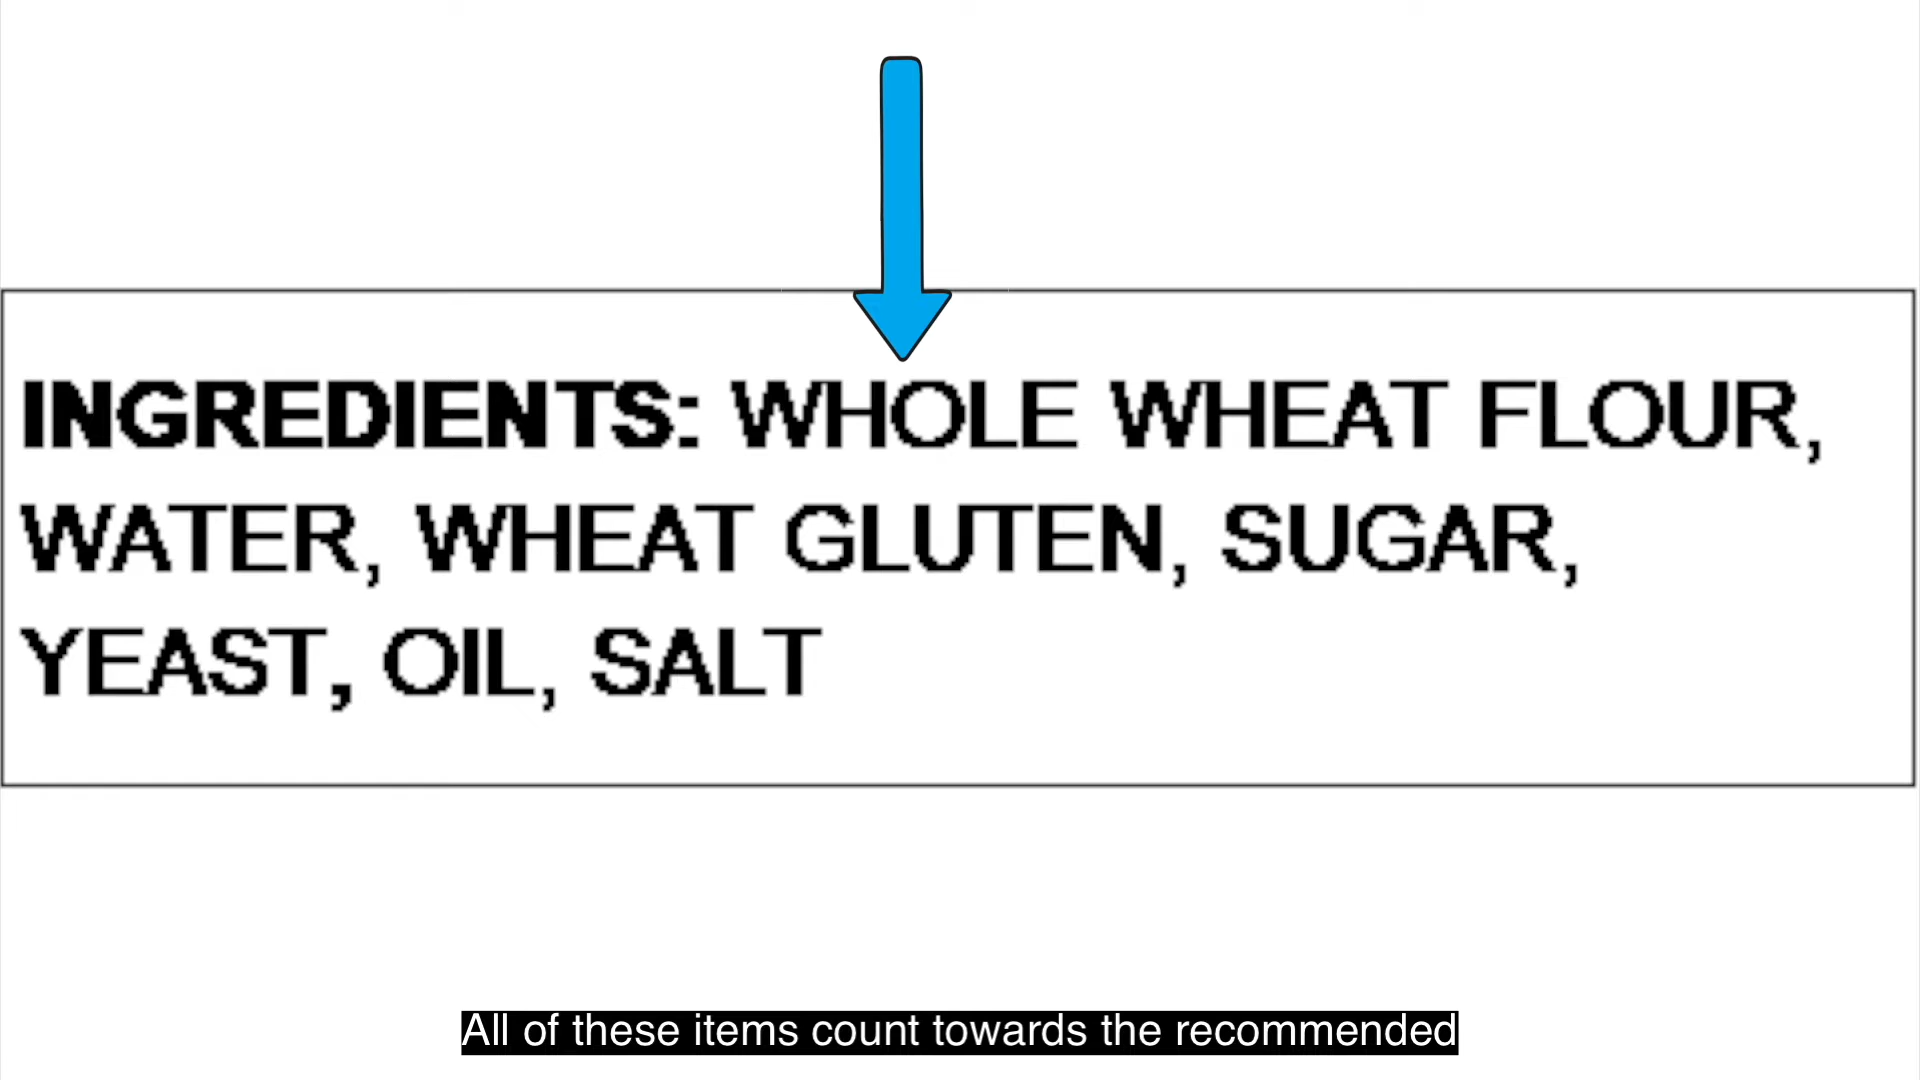 INGREDIENTS: WHOLE WHEAT FLOUR,
WATER, WHEAT GLUTEN, SUGAR,
YEAST, OIL, SALT
All of these items count towards the recommended